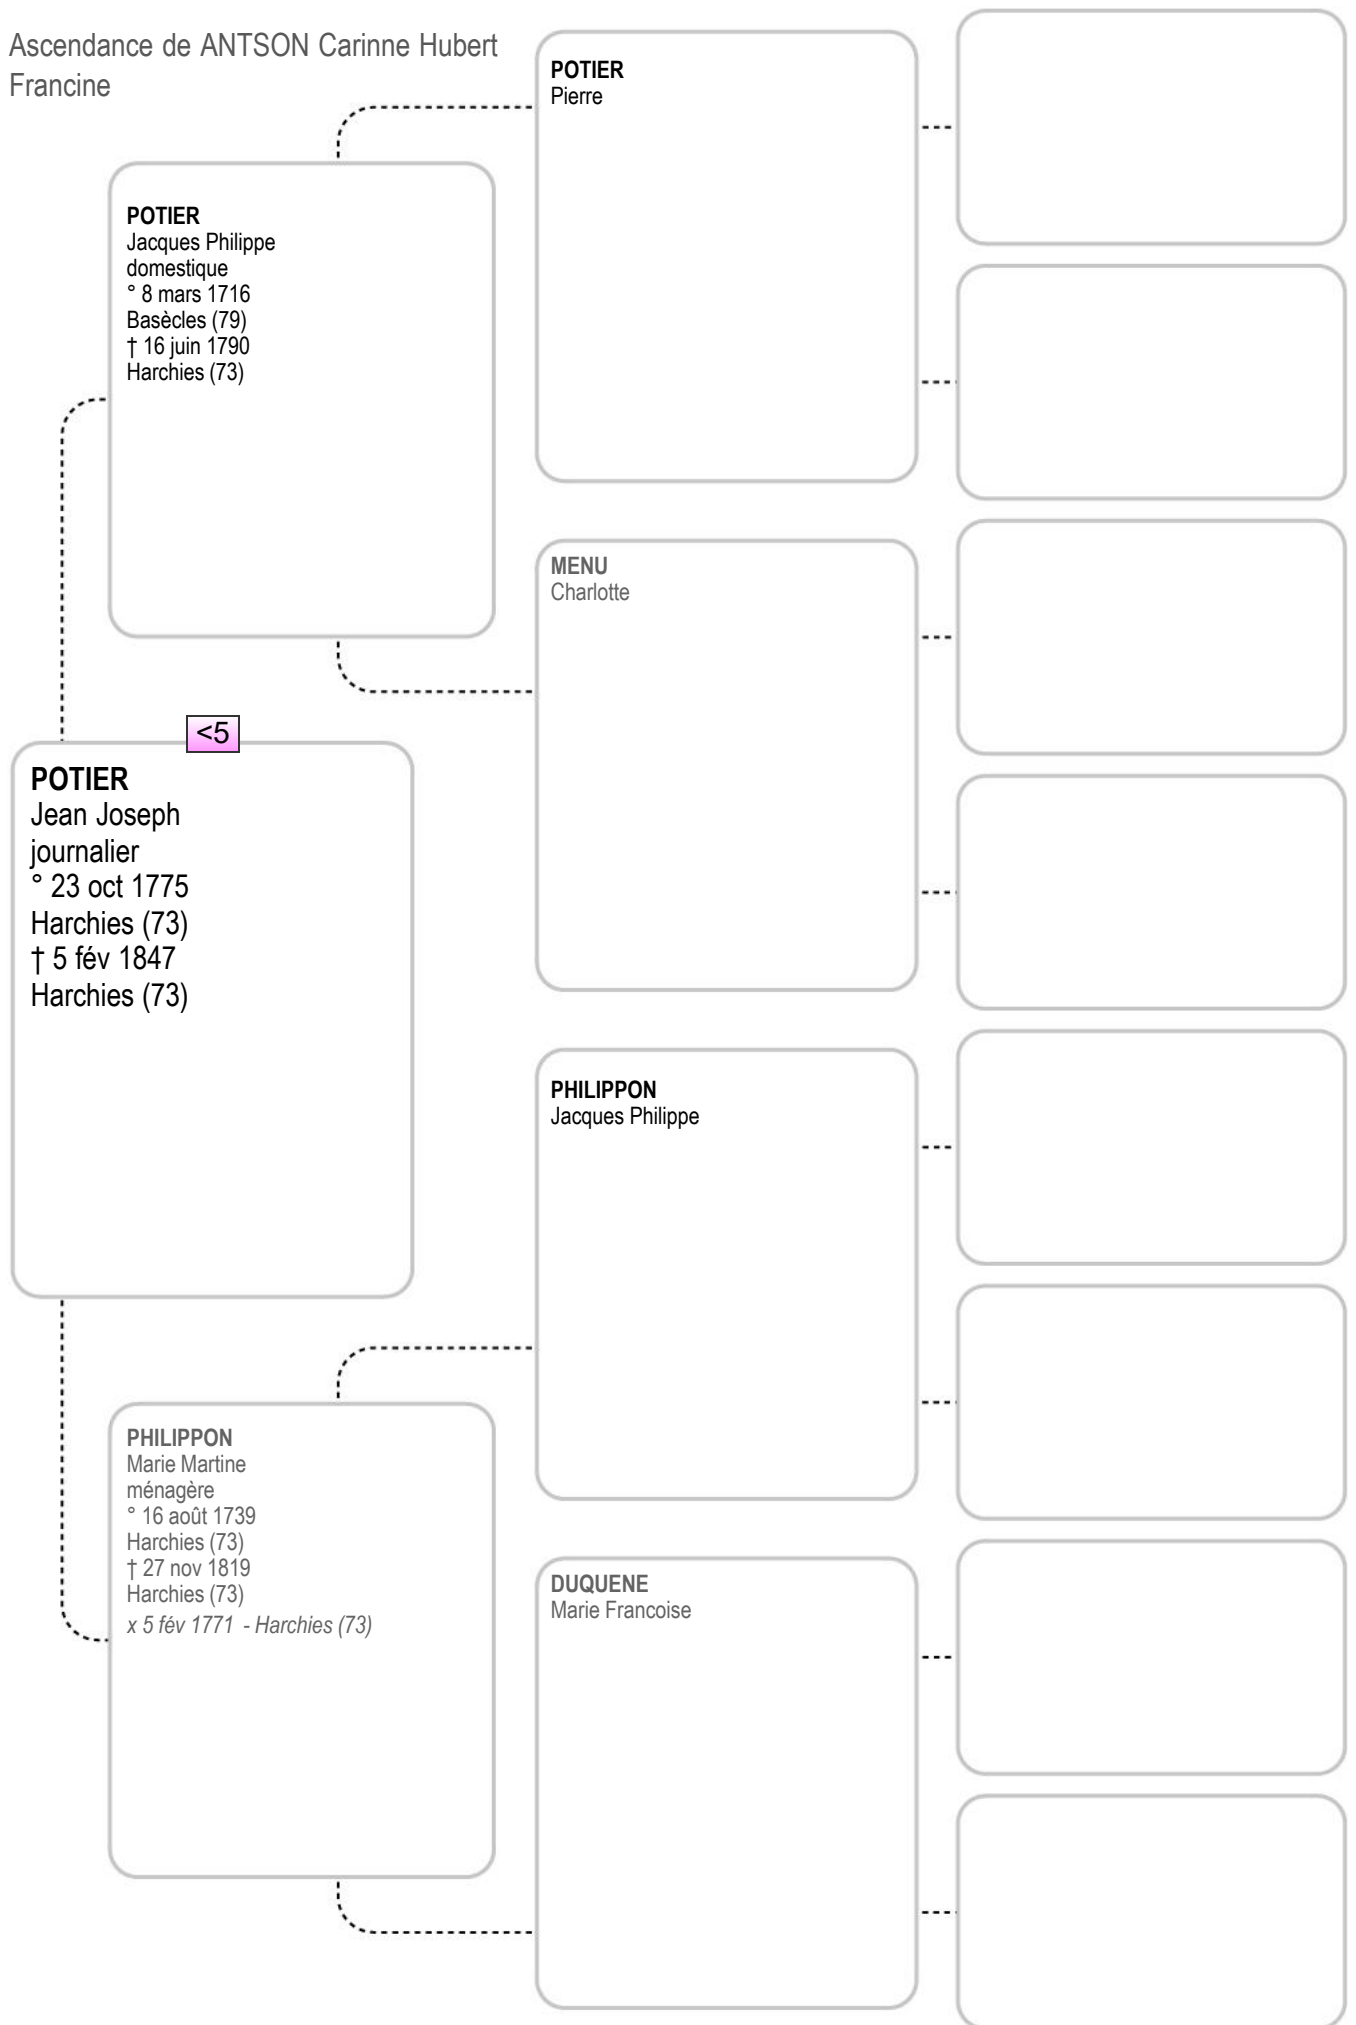 Ascendance de ANTSON Carinne Hubert
Francine
POTIER
Pierre
POTIER
Jacques Philippe
domestique
° 8 mars 1716
Basècles (79)
† 16 juin 1790
Harchies (73)
MENU
Charlotte
<5
POTIER
Jean Joseph
journalier
° 23 oct 1775
Harchies (73)
† 5 fév 1847
Harchies (73)
PHILIPPON
Jacques Philippe
PHILIPPON
Marie Martine
ménagère
° 16 août 1739
Harchies (73)
† 27 nov 1819
Harchies (73)
x 5 fév 1771 - Harchies (73)
DUQUENE
Marie Francoise